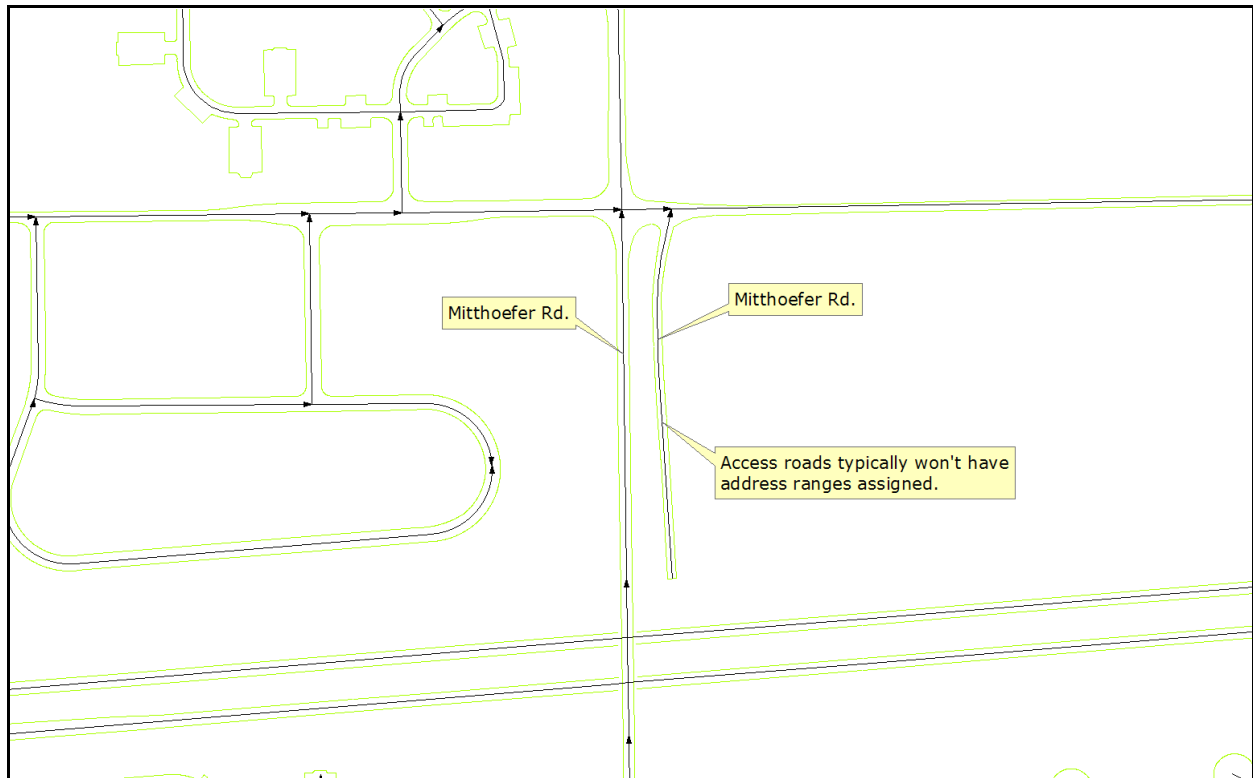 Mitthoefer Rd.
Mitthoefer Rd.
Access roads typically won't have
address ranges assigned.